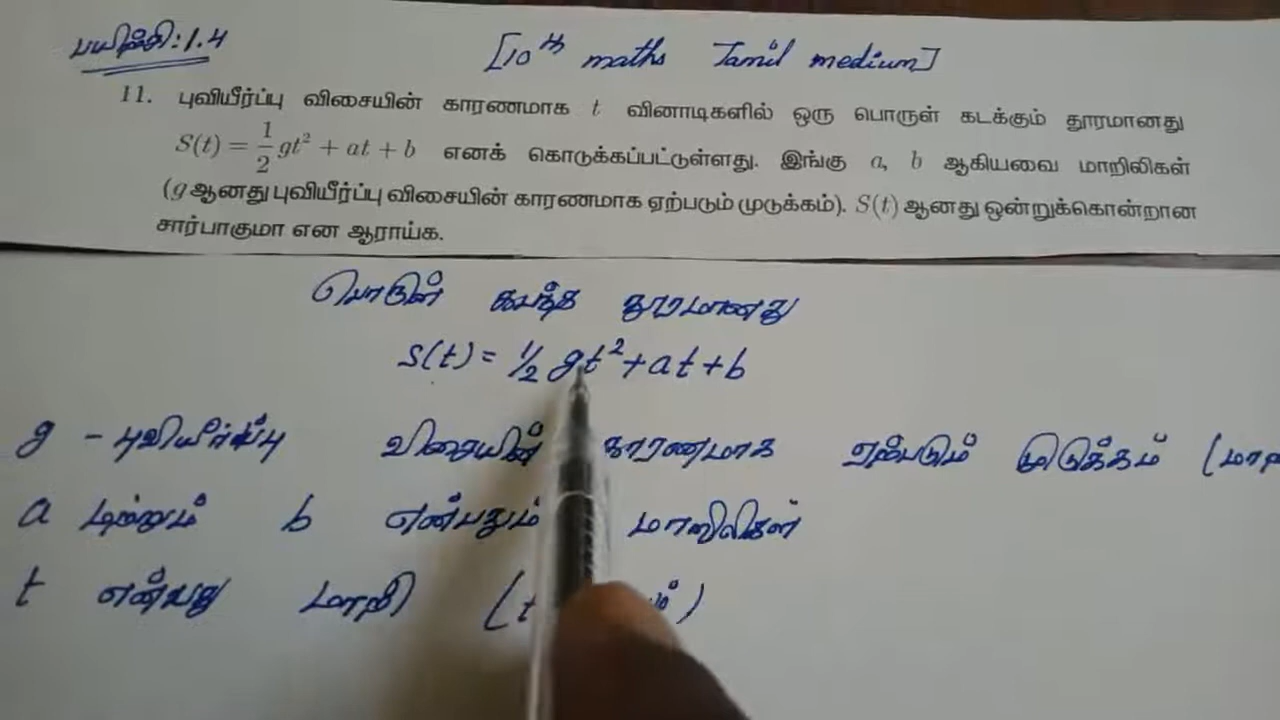 பயிற்சி:1.4 [10th maths Tamil medium]
11. புவியீர்ப்பு விசையின் காரணமாக t வினாடிகளில் ஒரு பொருள் கடக்கும் தூரமானது
S(t) = 1/2 gt² + at + b எனக் கொடுக்கப்பட்டுள்ளது. இங்கு a, b ஆகியவை மாறிலிகள்
(g ஆனது புவியீர்ப்பு விசையின் காரணமாக ஏற்படும் முடுக்கம்). S(t) ஆனது ஒன்றுக்கொன்றான
சார்பாகுமா என ஆராய்க.
பொருள் கடந்த தூரமானது
S(t) = 1/2 gt² + at + b
g - புவியீர்ப்பு விசையின் காரணமாக ஏற்படும் முடுக்கம் (மாற
a மற்றும் b என்பதும் மாறிலிகள்
t என்பது மாறி (t